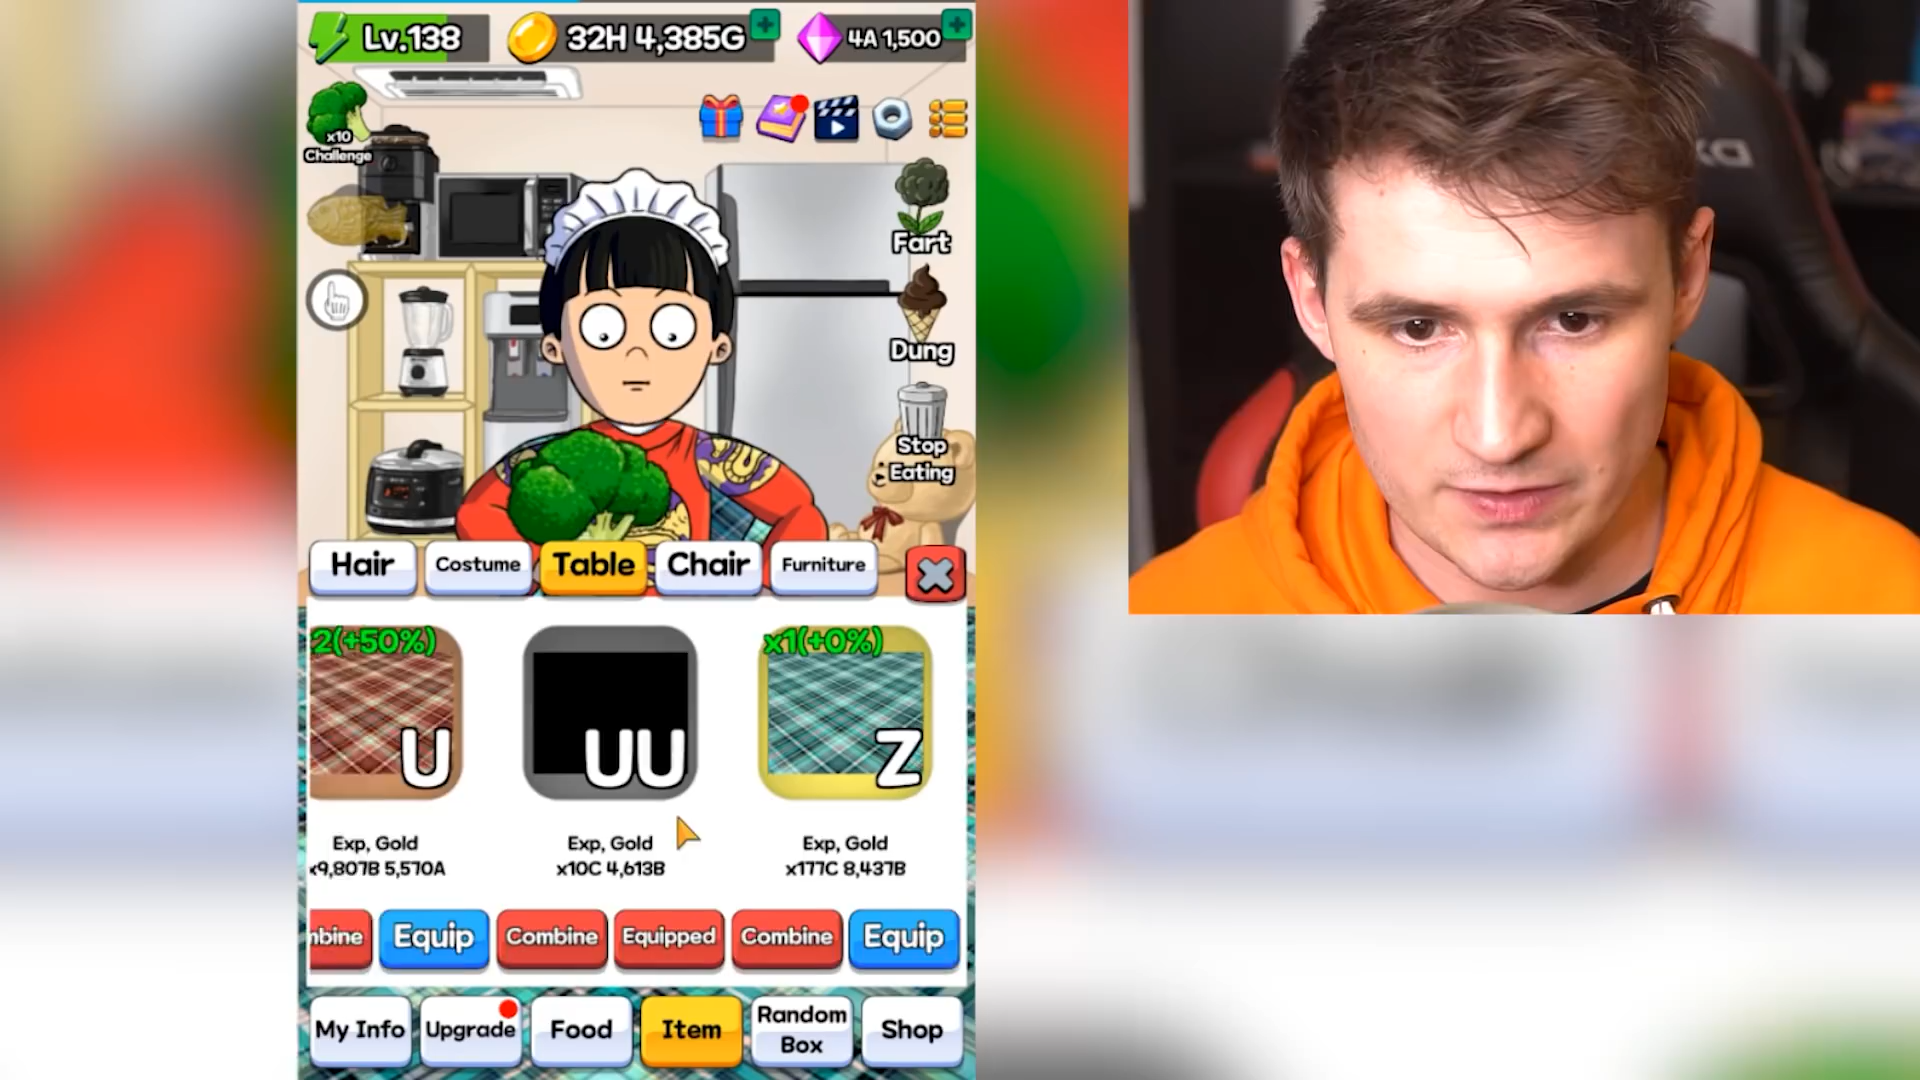 Lv.138
32H 4,385G
4A 1,500
x10
Challenge
Fart
Dung
Stop
Eating
Hair
Costume
Table
Chair
Furniture
2(+50%)
x1(+0%)
U
UU
Z
Exp, Gold
Exp, Gold
Exp, Gold
x9,807B 5,570A
x10C 4,613B
x177C 8,437B
mbine
Equip
Combine
Equipped
Combine
Equip
My Info
Upgrade
Food
Item
Random
Box
Shop